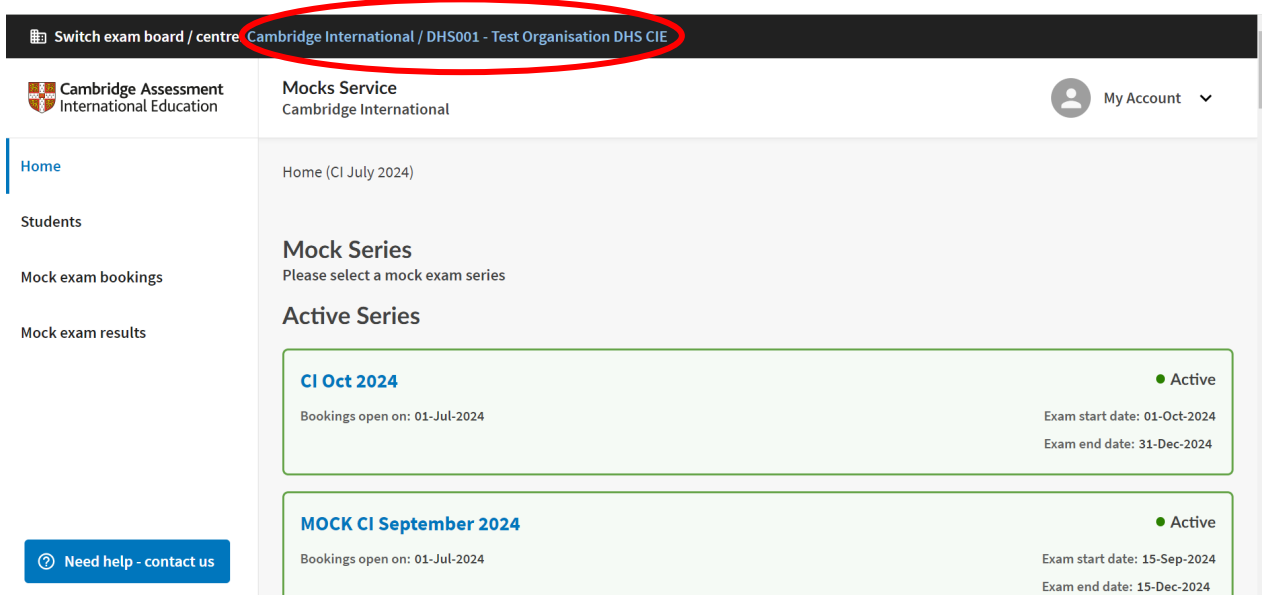 Switch exam board / centre Cambridge International / DHS001 - Test Organisation DHS CIE
Cambridge Assessment
International Education
Mocks Service
Cambridge International
My Account
Home
Students
Mock exam bookings
Mock exam results
Need help - contact us
Home (CI July 2024)
Mock Series
Please select a mock exam series
Active Series
CI Oct 2024
Active
Bookings open on: 01-Jul-2024
Exam start date: 01-Oct-2024
Exam end date: 31-Dec-2024
MOCK CI September 2024
Active
Bookings open on: 01-Jul-2024
Exam start date: 15-Sep-2024
Exam end date: 15-Dec-2024